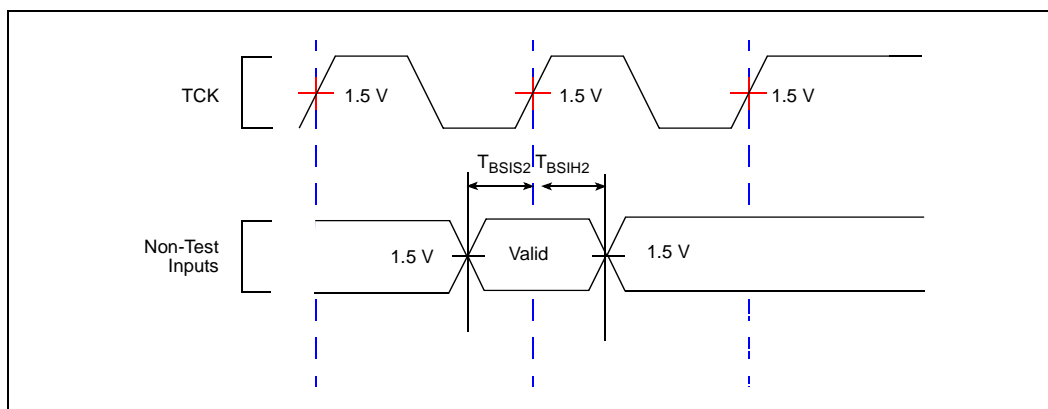 TCK
1.5 V
1.5 V
1.5 V
TBSIS2 TBSIH2
Non-Test
Inputs
1.5 V
Valid
1.5 V